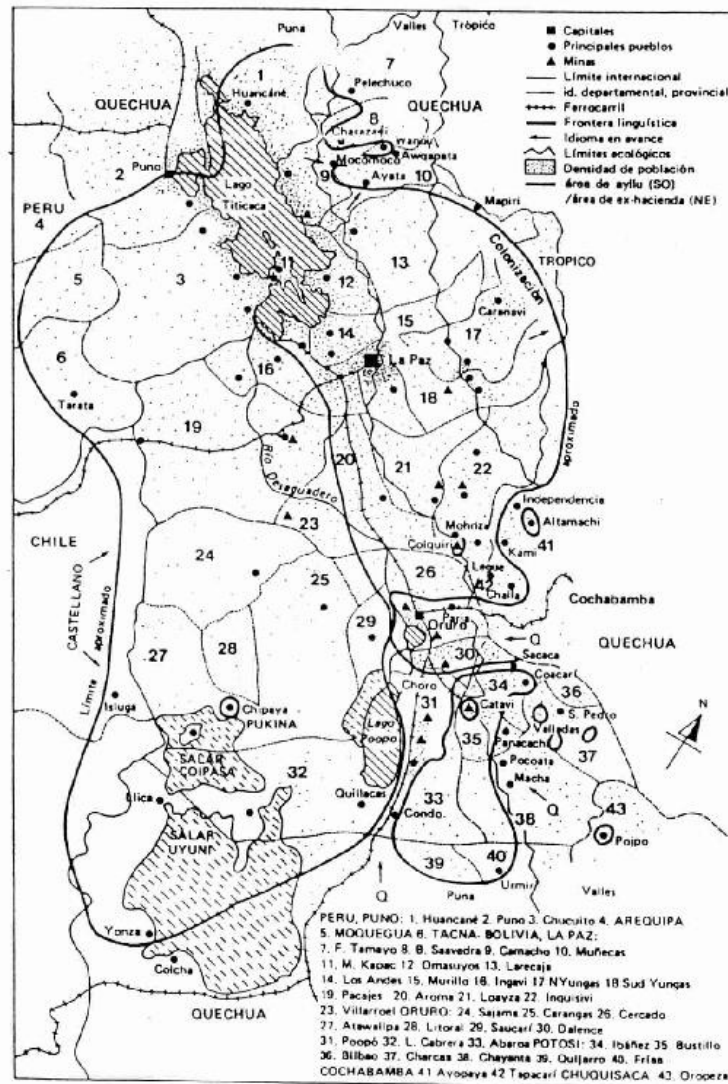 Puna
Valles
Trópico
7
Pelechuco
1
Huancáne
QUECHUA
QUECHUA
8
Charazani
Awqapata
2
Puno
Mocomoco
9
Ayata
10
Lago
Titicaca
Mapiri
PERU
4
Colonización
TROPICO
5
3
11
12
13
Caranavi
15
17
14
6
La Paz
16
18
Tarata
aproximado
19
Río Desaguadero
20
21
22
Independencia
Altamachi
23
Mohriza
Colquiri
Kami
41
CHILE
24
26
Leque
42
Challa
CASTELLANO
25
Cochabamba
Oruro
Q
QUECHUA
29
27
28
30
Sacaca
Límite / aproximado
Choro
34
Coacarí
31
36
Isluga
Chipaya
PUKINA
Catavi
S. Pedro
Valladas
Lago
Poopo
35
Panacachi
37
SALAR
COIPASA
Pocoata
32
Macha
Llica
Quillacas
33
Q
43
SALAR
UYUNI
Condo
38
Pojpo
39
40
Q
Puna
Urmiri
Valles
Yonza
Colcha
QUECHUA
Capitales
Principales pueblos
Minas
Límite internacional
id. departamental, provincial
Ferrocarril
Frontera linguística
Idioma en avance
Límites ecológicos
Densidad de población
área de ayllu (SO)
/área de ex-hacienda (NE)
N
PERU, PUNO: 1. Huancané 2. Puno 3. Chucuito 4. AREQUIPA
5. MOQUEGUA 6. TACNA- BOLIVIA, LA PAZ:
7. F. Tamayo 8. B. Saavedra 9. Camacho 10. Muñecas
11. M. Kapac 12. Omasuyos 13. Larecaja
14. Los Andes 15. Murillo 16. Ingavi 17 NYungas 18 Sud Yungas
19. Pacajes 20. Aroma 21. Loayza 22. Inquisivi
23. Villarroel ORURO: 24. Sajama 25. Carangas 26. Cercado
27. Atawallpa 28. Litoral 29. Saucarí 30. Dalence
31. Poopó 32. L. Cabrera 33. Abaroa POTOSI: 34. Ibáñez 35. Bustillo
36. Bilbao 37. Charcas 38. Chayanta 39. Quijarro 40. Frías
COCHABAMBA 41 Ayopaya 42 Tapacarí CHUQUISACA 43. Oropeza